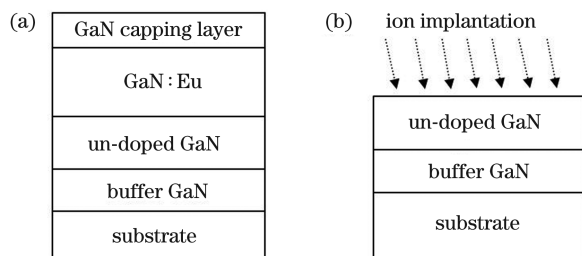 (a)
GaN capping layer
GaN∶Eu
un-doped GaN
buffer GaN
substrate
(b)
ion implantation
un-doped GaN
buffer GaN
substrate